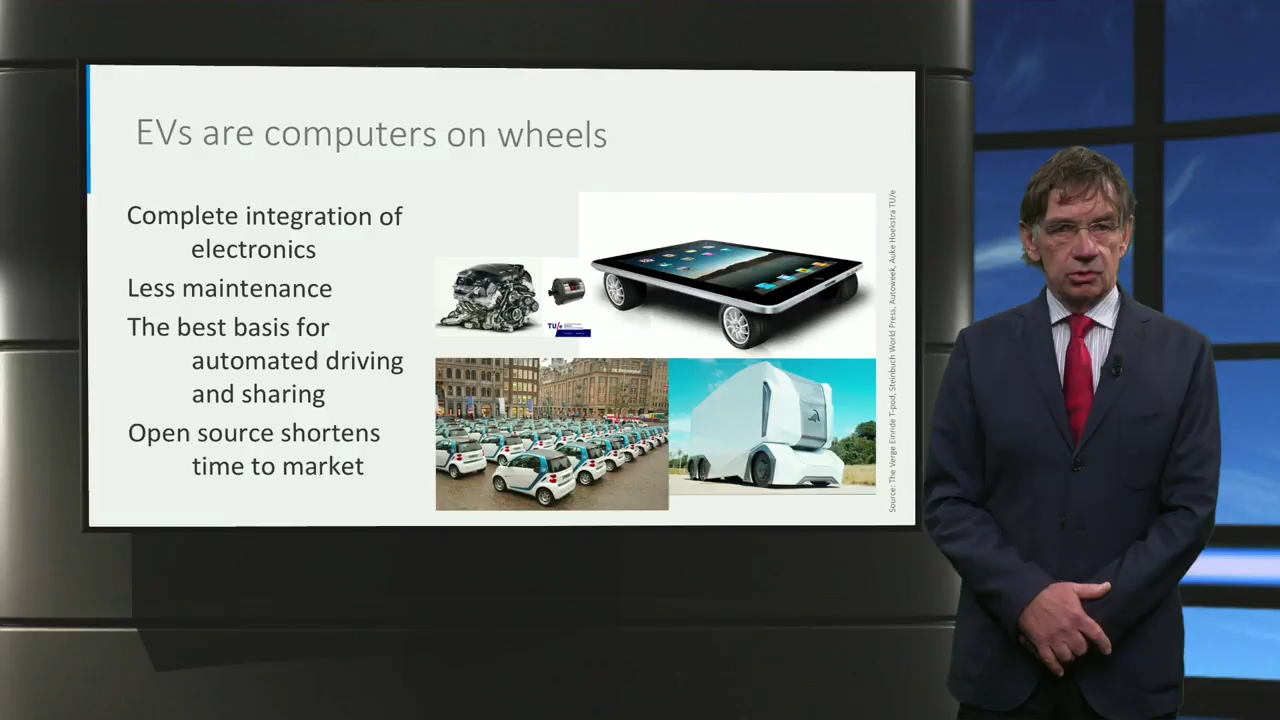 EVs are computers on wheels
Complete integration of
electronics
Less maintenance
The best basis for
automated driving
and sharing
Open source shortens
time to market
TU/e
Source: The Verge Einride T-pod, Steinbuch World Press, Autoweek, Auke Hoekstra TU/e